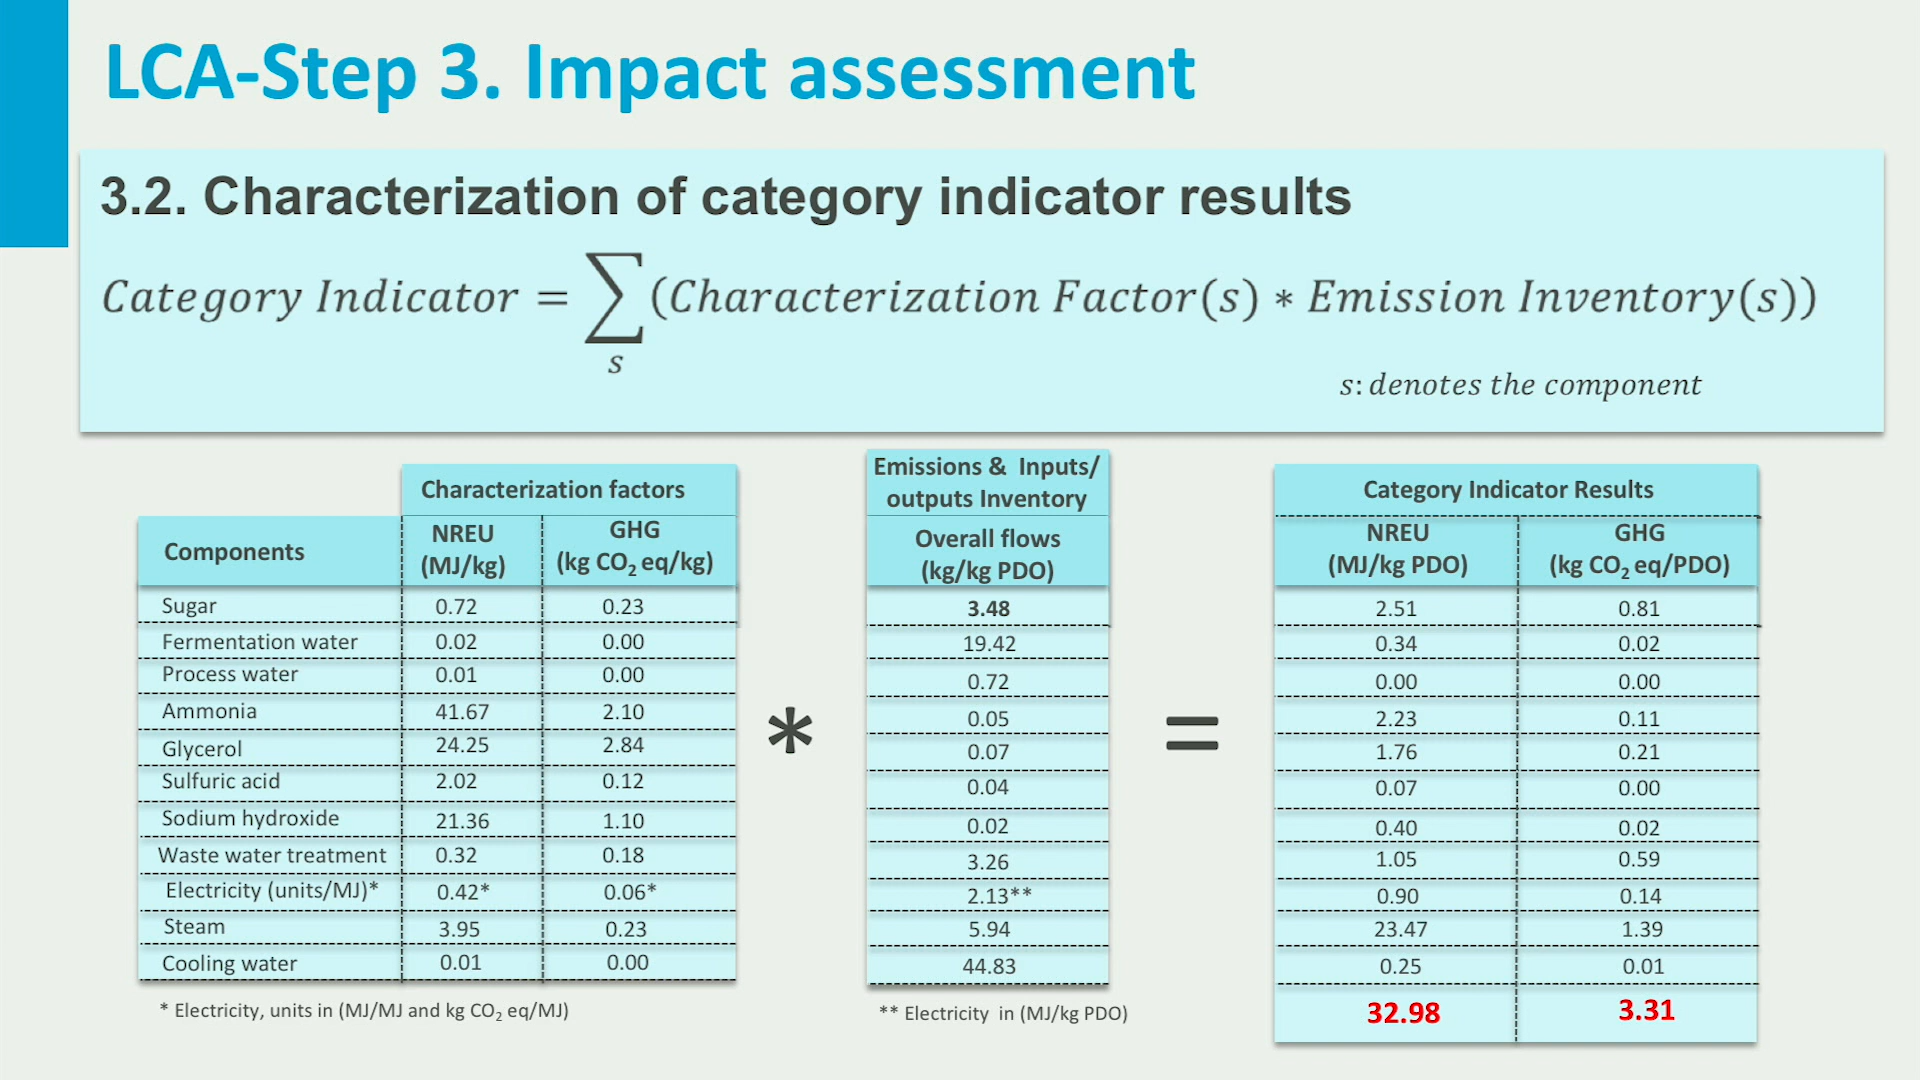 LCA-Step 3. Impact assessment
3.2. Characterization of category indicator results
Category Indicator = ∑ (Characterization Factor(s) ∗ Emission Inventory(s))
s
s: denotes the component
Characterization factors
Components NREU (MJ/kg) GHG (kg CO₂ eq/kg)
Sugar 0.72 0.23
Fermentation water 0.02 0.00
Process water 0.01 0.00
Ammonia 41.67 2.10
Glycerol 24.25 2.84
Sulfuric acid 2.02 0.12
Sodium hydroxide 21.36 1.10
Waste water treatment 0.32 0.18
Electricity (units/MJ)* 0.42* 0.06*
Steam 3.95 0.23
Cooling water 0.01 0.00
* Electricity, units in (MJ/MJ and kg CO₂ eq/MJ)
*
Emissions & Inputs/
outputs Inventory
Overall flows
(kg/kg PDO)
3.48
19.42
0.72
0.05
0.07
0.04
0.02
3.26
2.13**
5.94
44.83
** Electricity in (MJ/kg PDO)
=
Category Indicator Results
NREU (MJ/kg PDO) GHG (kg CO₂ eq/PDO)
2.51 0.81
0.34 0.02
0.00 0.00
2.23 0.11
1.76 0.21
0.07 0.00
0.40 0.02
1.05 0.59
0.90 0.14
23.47 1.39
0.25 0.01
32.98 3.31